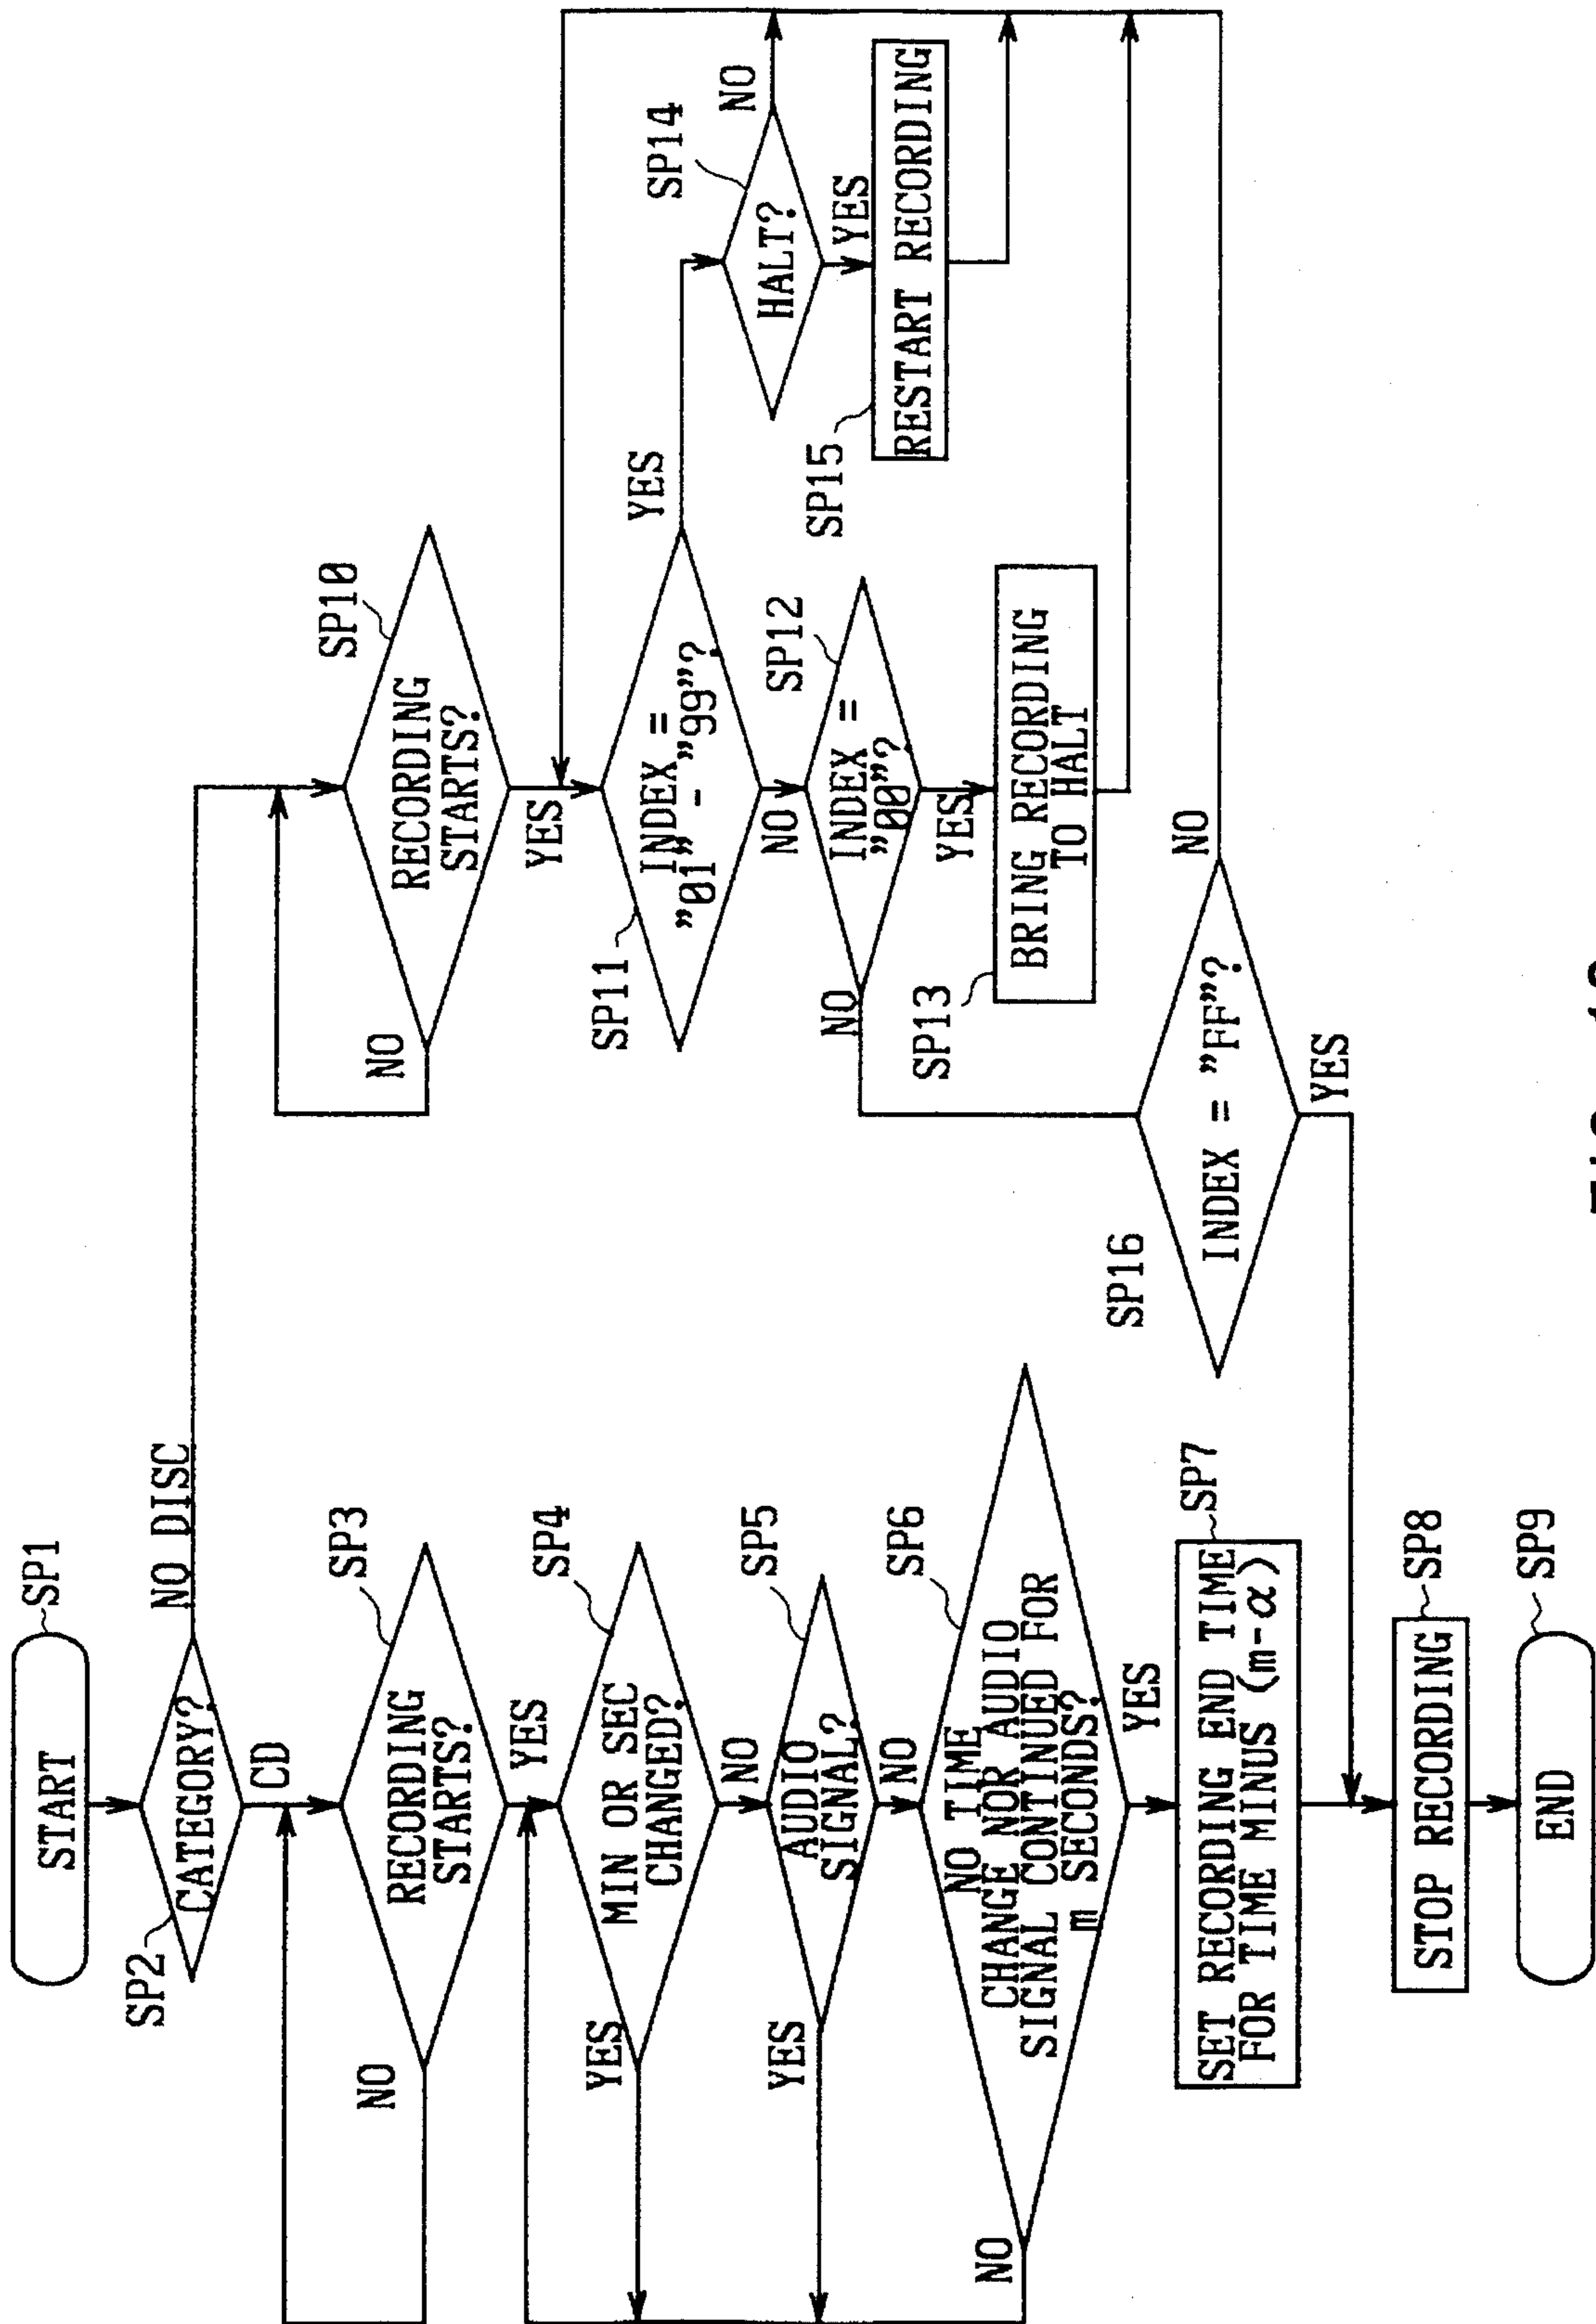 START
SP1
SP2
CATEGORY?
NO DISC
CD
RECORDING
STARTS?
SP3
NO
YES
MIN OR SEC
CHANGED?
SP4
YES
NO
AUDIO
SIGNAL?
SP5
YES
NO
NO TIME
CHANGE NOR AUDIO
SIGNAL CONTINUED FOR
m SECONDS?
SP6
NO
YES
SET RECORDING END TIME
FOR TIME MINUS (m-α)
SP7
STOP RECORDING
SP8
END
SP9
RECORDING
STARTS?
SP10
NO
YES
INDEX =
"01" - "99"?
SP11
YES
NO
INDEX =
"00"?
SP12
NO
YES
BRING RECORDING
TO HALT
SP13
HALT?
SP14
NO
YES
RESTART RECORDING
SP15
INDEX = "FF"?
SP16
NO
YES